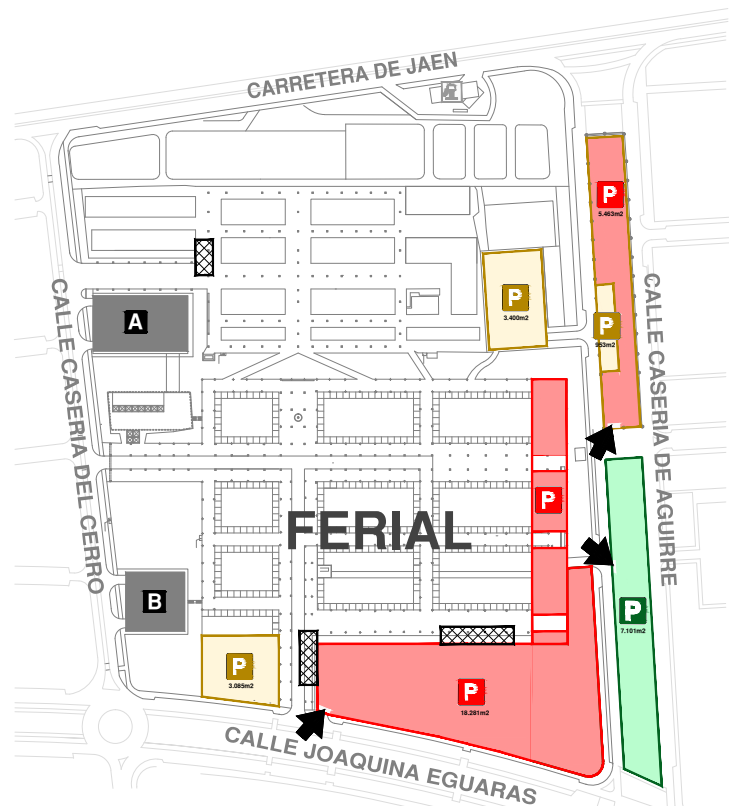 CARRETERA DE JAEN
P
5.463m2
P
3.400m2
A
P
953m2
CALLE CASERIA DEL CERRO
CALLE CASERIA DE AGUIRRE
P
FERIAL
B
P
7.101m2
P
3.085m2
P
18.281m2
CALLE JOAQUINA EGUARAS